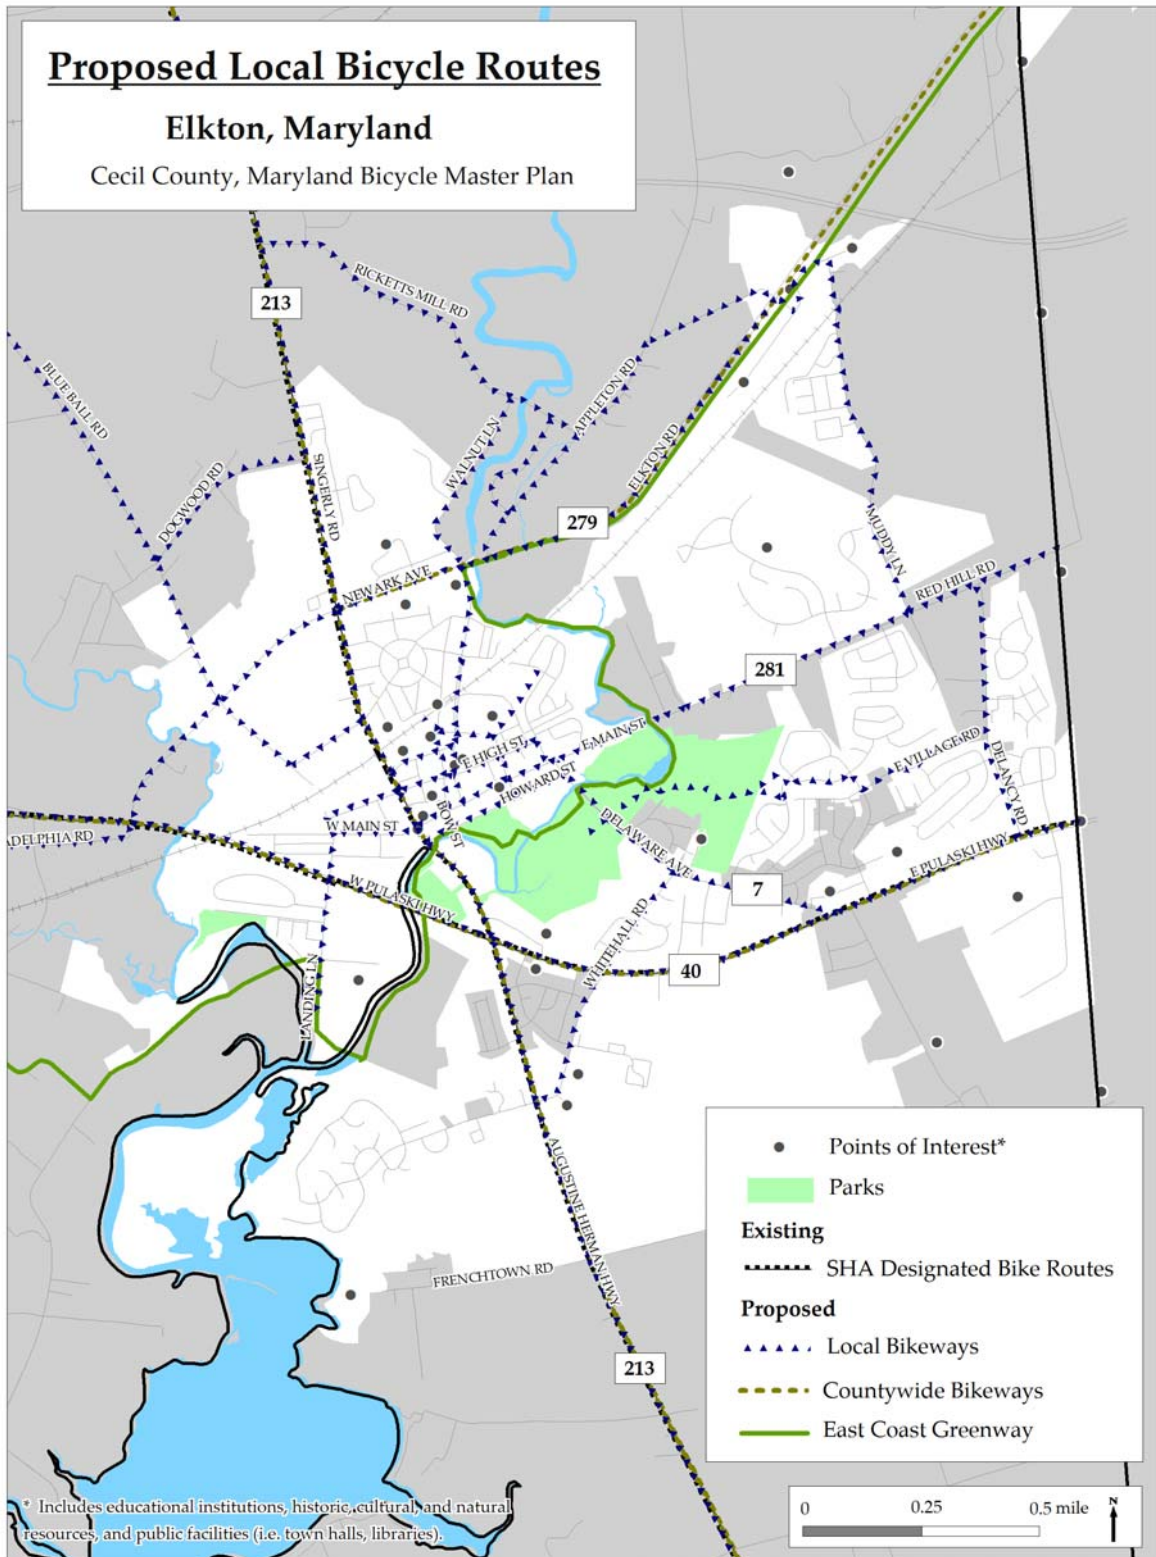 Proposed Local Bicycle Routes
Elkton, Maryland
Cecil County, Maryland Bicycle Master Plan
213
RICKETTS MILL RD
BLUE BALL RD
APPLETON RD
WALNUT LN
ELKTON RD
DOGWOOD RD
SINGERLY RD
279
MUDDY LN
NEWARK AVE
RED HILL RD
281
E MAIN ST
E HIGH ST
E VILLAGE RD
HOWARD ST
DELANCY RD
BOW ST
W MAIN ST
ADELPHIA RD
DELAWARE AVE
E PULASKI HWY
W PULASKI HWY
7
WHITEHALL RD
40
LANDING LN
AUGUSTINE HERMAN HWY
FRENCHTOWN RD
213
Points of Interest*
Parks
Existing
SHA Designated Bike Routes
Proposed
Local Bikeways
Countywide Bikeways
East Coast Greenway
* Includes educational institutions, historic, cultural, and natural
resources, and public facilities (i.e. town halls, libraries).
0 0.25 0.5 mile
N